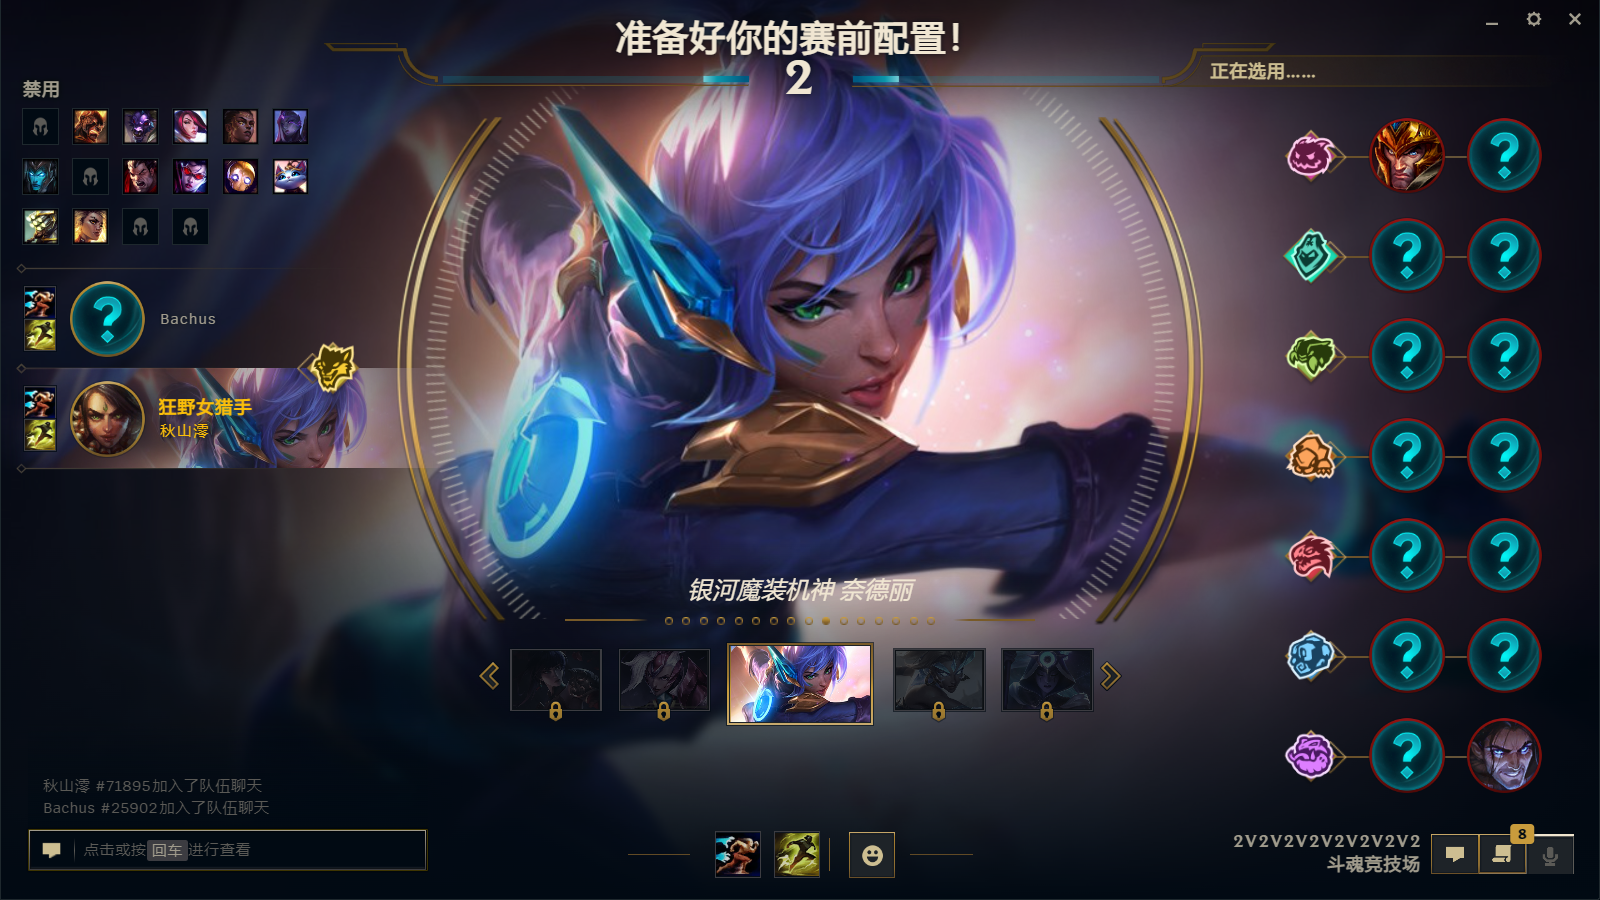 准备好你的赛前配置！
2
正在选用……
禁用
Bachus
狂野女猎手
秋山澪
银河魔装机神 奈德丽
秋山澪 #71895加入了队伍聊天
Bachus #25902加入了队伍聊天
点击或按 回车 进行查看
2V2V2V2V2V2V2V2
斗魂竞技场
8